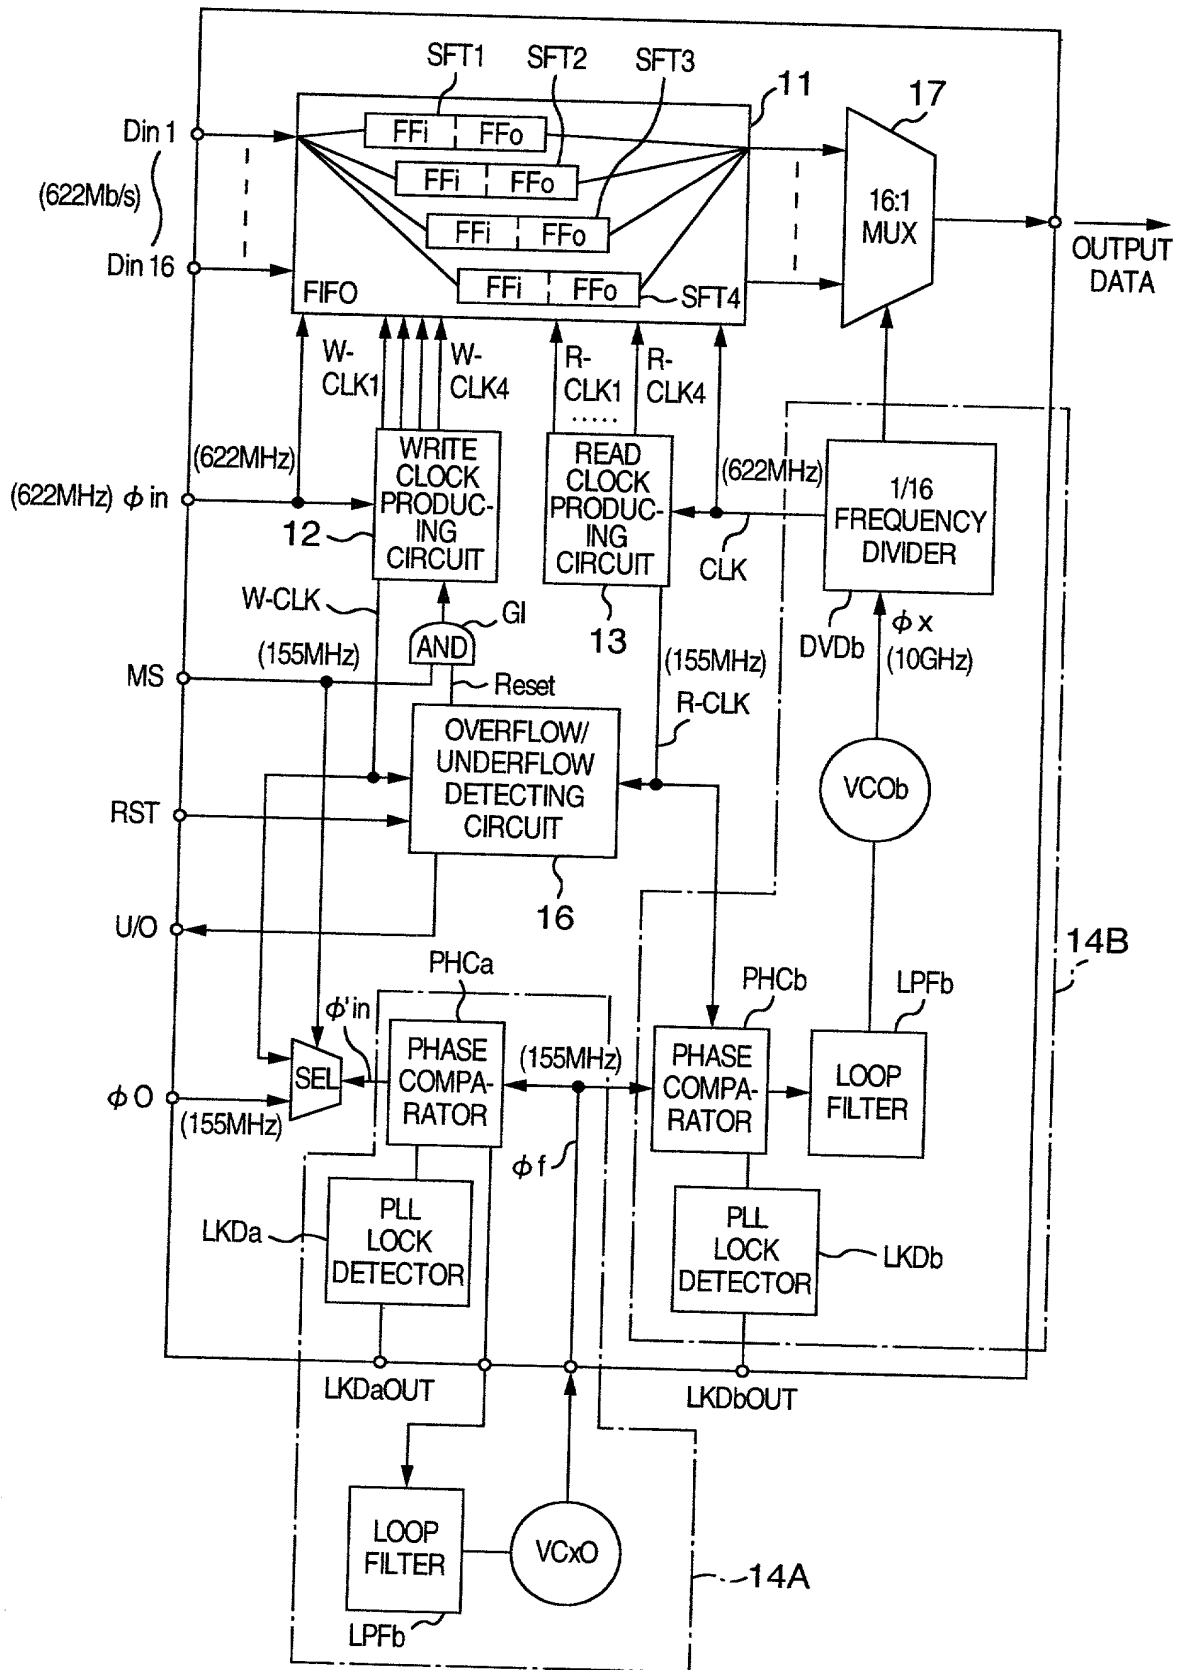 SFT1
SFT2
SFT3
11
17
Din 1
FFi
FFo
FFi
FFo
(622Mb/s)
FFi
FFo
16:1
MUX
OUTPUT
DATA
Din 16
FIFO
FFi
FFo
SFT4
W-
CLK1
W-
CLK4
R-
CLK1
R-
CLK4
.....
(622MHz)
(622MHz) ϕ in
WRITE
CLOCK
PRODUC-
ING
CIRCUIT
12
READ
CLOCK
PRODUC-
ING
CIRCUIT
13
(622MHz)
CLK
1/16
FREQUENCY
DIVIDER
DVDb
ϕ x
(10GHz)
W-CLK
(155MHz)
GI
AND
(155MHz)
MS
Reset
R-CLK
OVERFLOW/
UNDERFLOW
DETECTING
CIRCUIT
VCOb
RST
16
U/O
14B
PHCa
PHCb
LPFb
ϕ'in
PHASE
COMPA-
RATOR
(155MHz)
PHASE
COMPA-
RATOR
LOOP
FILTER
SEL
ϕ O
(155MHz)
ϕ f
LKDa
PLL
LOCK
DETECTOR
PLL
LOCK
DETECTOR
LKDb
LKDaOUT
LKDbOUT
LOOP
FILTER
VCxO
14A
LPFb